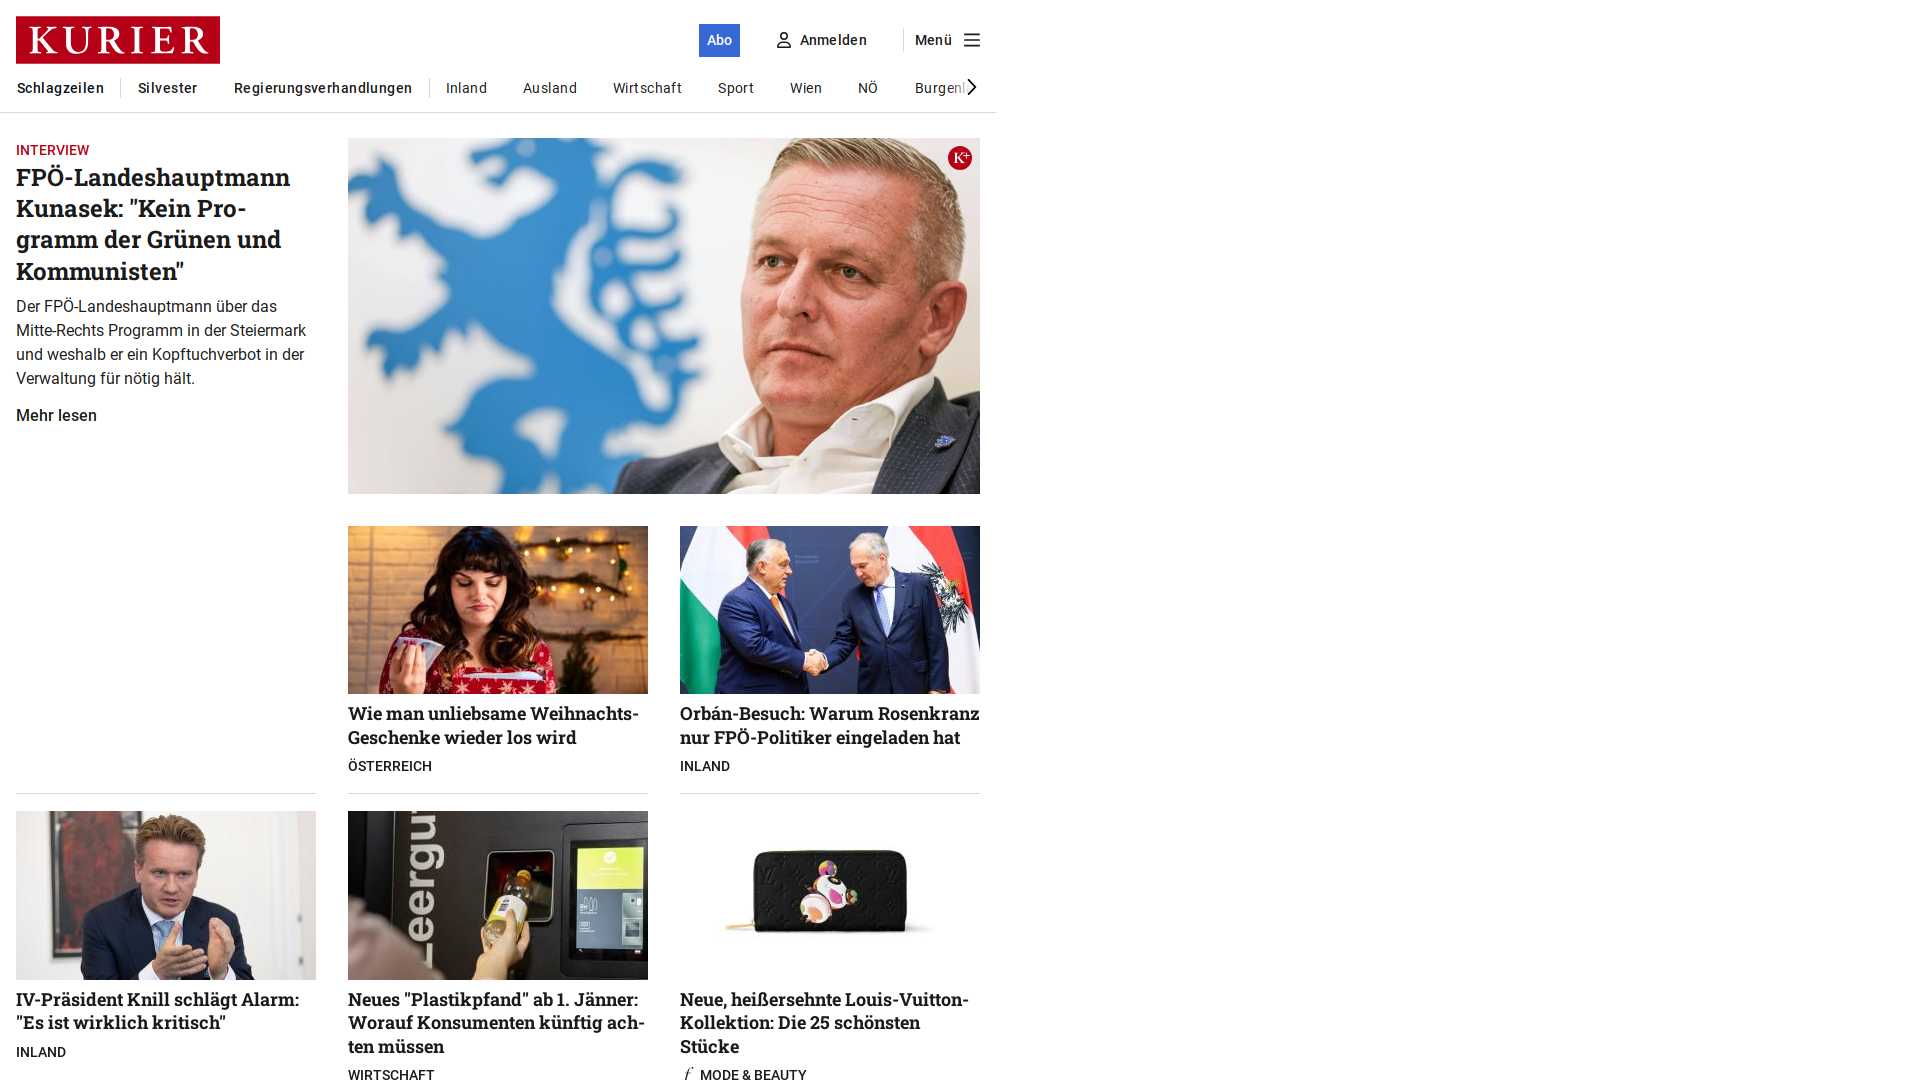 KURIER
Abo
Anmelden
Menü
Schlagzeilen
Silvester
Regierungsverhandlungen
Inland
Ausland
Wirtschaft
Sport
Wien
NÖ
INTERVIEW
FPÖ-Landeshauptmann
Kunasek: "Kein Pro-
gramm der Grünen und
Kommunisten"
Der FPÖ-Landeshauptmann über das
Mitte-Rechts Programm in der Steiermark
und weshalb er ein Kopftuchverbot in der
Verwaltung für nötig hält.
Mehr lesen
K+
Wie man unliebsame Weihnachts-
Geschenke wieder los wird
ÖSTERREICH
Orbán-Besuch: Warum Rosenkranz
nur FPÖ-Politiker eingeladen hat
INLAND
IV-Präsident Knill schlägt Alarm:
"Es ist wirklich kritisch"
INLAND
Leergu
Neues "Plastikpfand" ab 1. Jänner:
Worauf Konsumenten künftig ach-
ten müssen
WIRTSCHAFT
Neue, heißersehnte Louis-Vuitton-
Kollektion: Die 25 schönsten
Stücke
f MODE & BEAUTY